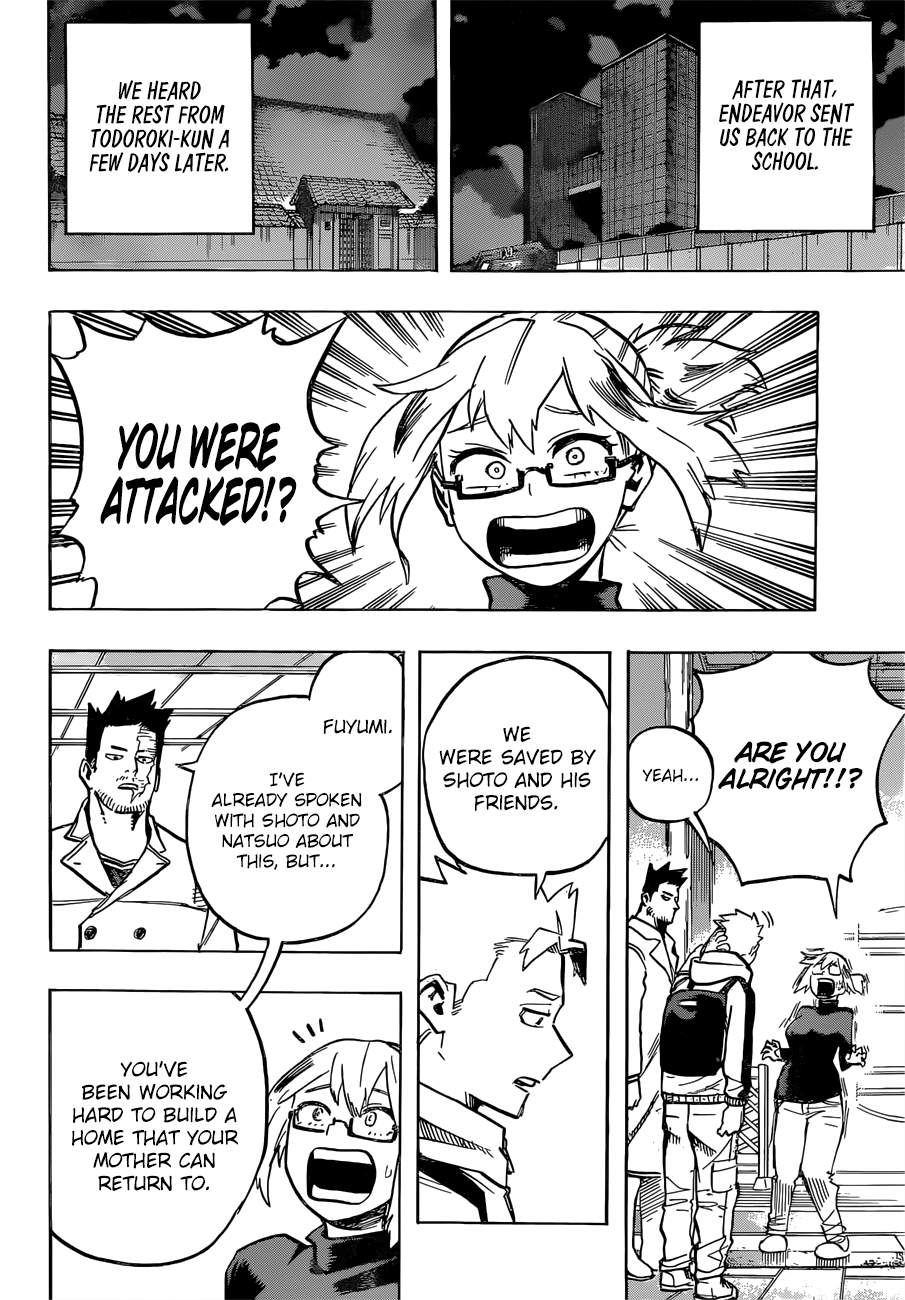 AFTER THAT,
ENDEAVOR SENT
US BACK TO THE
SCHOOL.
WE HEARD
THE REST FROM
TODOROKI-KUN A
FEW DAYS LATER.
YOU WERE
ATTACKED!?
ARE YOU
ALRIGHT!!?
YEAH...
WE
WERE SAVED BY
SHOTO AND HIS
FRIENDS.
FUYUMI.
I'VE
ALREADY SPOKEN
WITH SHOTO AND
NATSUO ABOUT
THIS, BUT...
YOU'VE
BEEN WORKING
HARD TO BUILD A
HOME THAT YOUR
MOTHER CAN
RETURN TO.